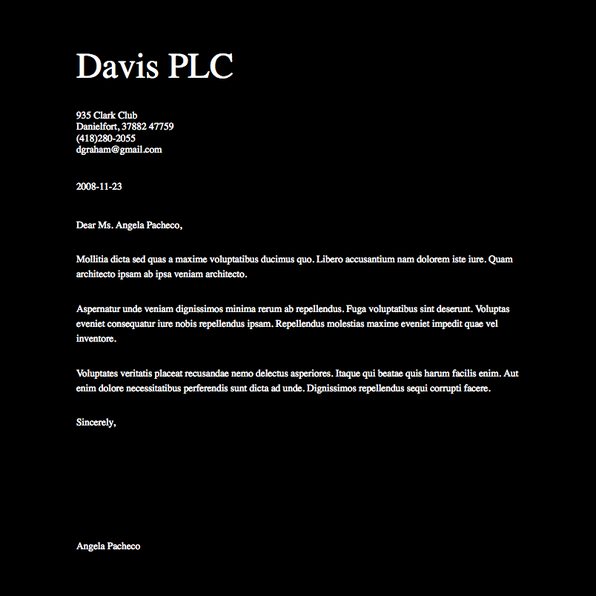 Davis PLC
935 Clark Club
Danielfort, 37882 47759
(418)280-2055
dgraham@gmail.com
2008-11-23
Dear Ms. Angela Pacheco,
Mollitia dicta sed quas a maxime voluptatibus ducimus quo. Libero accusantium nam dolorem iste iure. Quam
architecto ipsam ab ipsa veniam architecto.
Aspernatur unde veniam dignissimos minima rerum ab repellendus. Fuga voluptatibus sint deserunt. Voluptas
eveniet consequatur iure nobis repellendus ipsam. Repellendus molestias maxime eveniet impedit quae vel
inventore.
Voluptates veritatis placeat recusandae nemo delectus asperiores. Itaque qui beatae quis harum facilis enim. Aut
enim dolore necessitatibus perferendis sunt dicta ad unde. Dignissimos repellendus sequi corrupti facere.
Sincerely,
Angela Pacheco